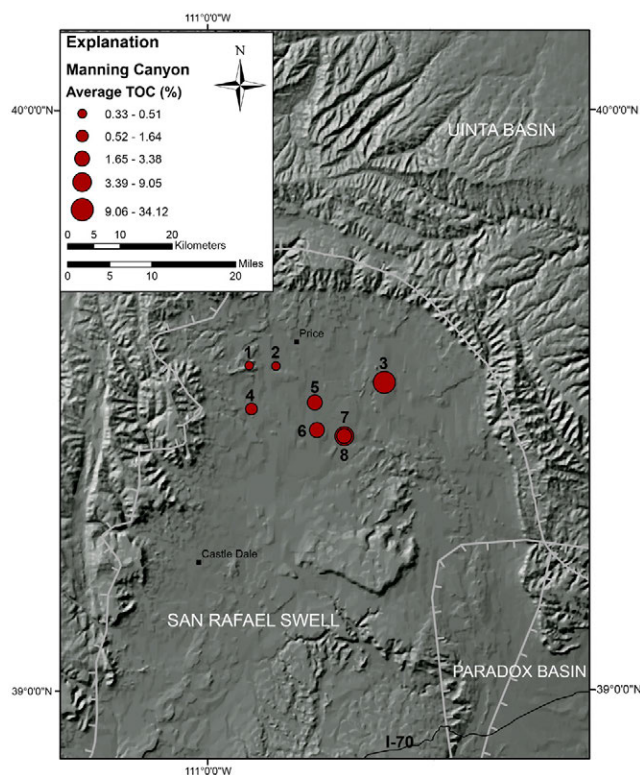 111°0'0"W
Explanation
Manning Canyon
Average TOC (%)
0.33 - 0.51
0.52 - 1.64
1.65 - 3.38
3.39 - 9.05
9.06 - 34.12
0 5 10 20
Kilometers
0 5 10 20
Miles
N
40°0'0"N
40°0'0"N
UINTA BASIN
Price
1
2
3
4
5
6
7
8
Castle Dale
SAN RAFAEL SWELL
PARADOX BASIN
39°0'0"N
39°0'0"N
I-70
111°0'0"W